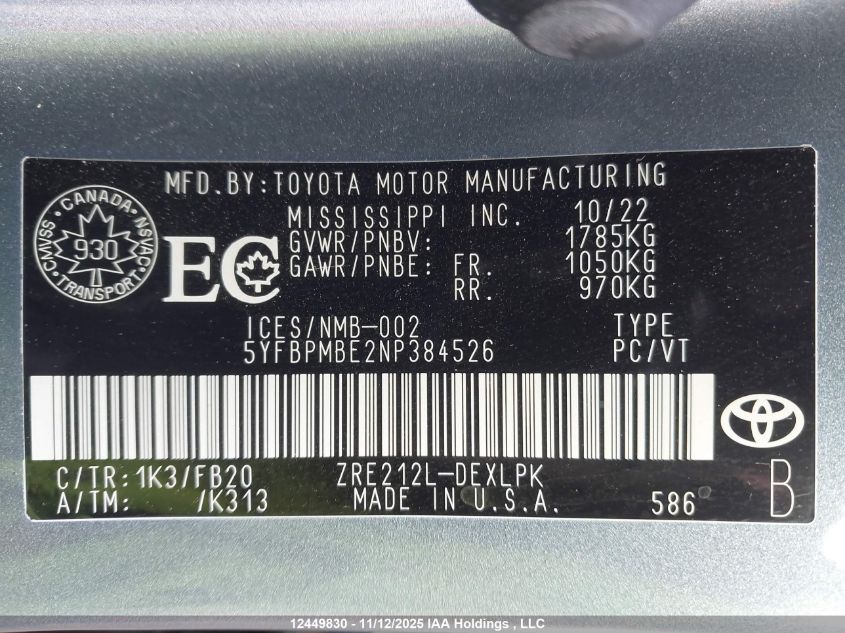 MFD.BY:TOYOTA MOTOR MANUFACTURING
MISSISSIPPI INC. 10/22
GVWR/PNBV: 1785KG
GAWR/PNBE: FR. 1050KG
RR. 970KG
CANADA
CMVSS 930 NSVAC
TRANSPORT
EC
ICES/NMB-002 TYPE
5YFBPMBE2NP384526 PC/VT
C/TR:1K3/FB20 ZRE212L-DEXLPK
A/TM: /K313 MADE IN U.S.A. 586 B
12449830 - 11/12/2025 IAA Holdings , LLC